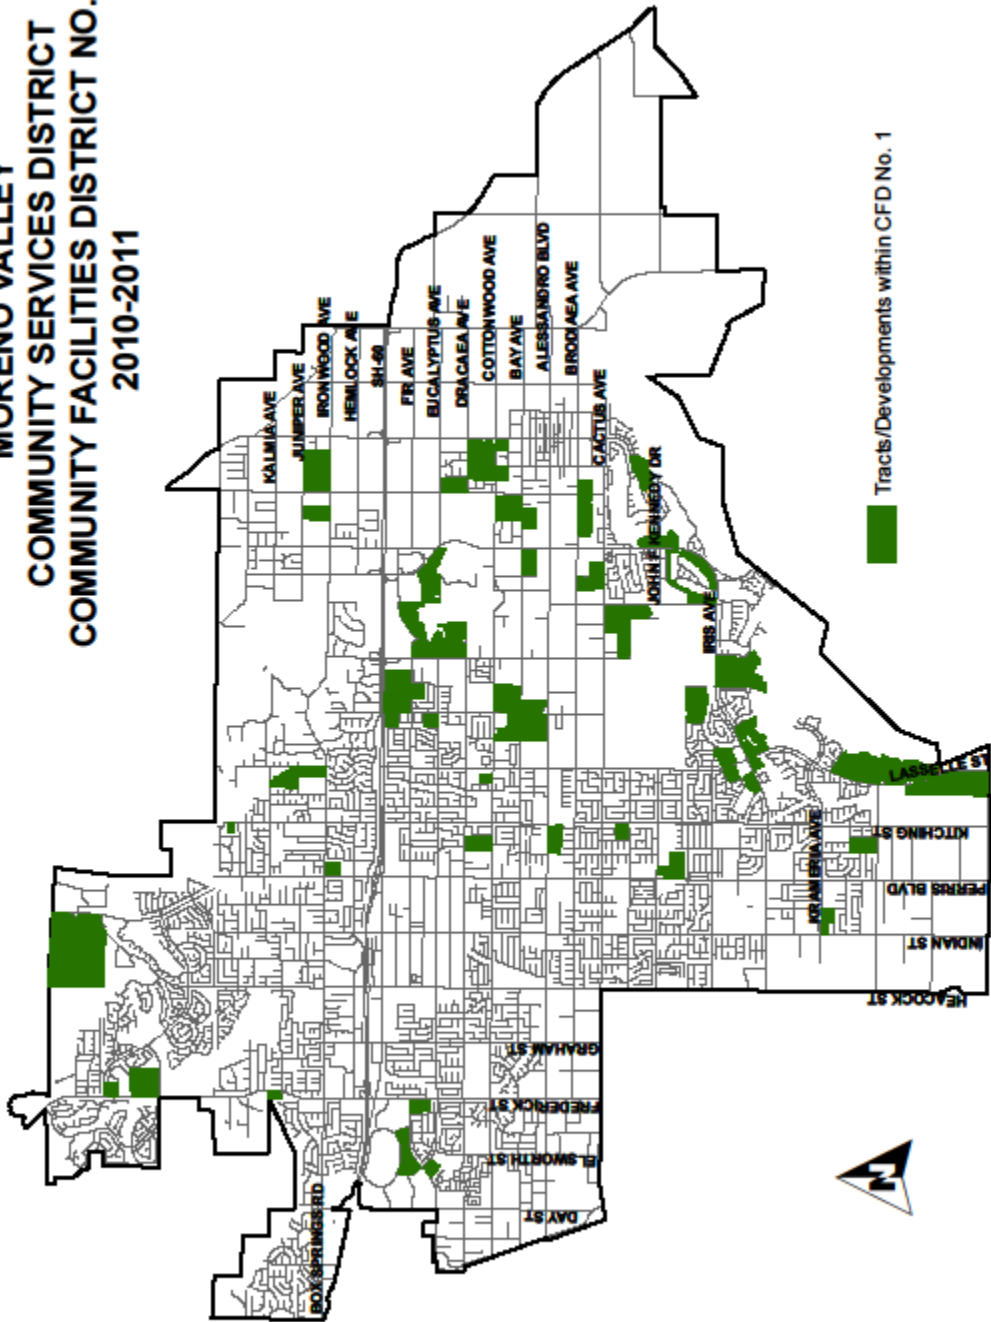 MORENO VALLEY
COMMUNITY SERVICES DISTRICT
COMMUNITY FACILITIES DISTRICT NO.
2010-2011
KALMIA AVE
JUNIPER AVE
IRONWOOD AVE
HEMLOCK AVE
SH-60
FIR AVE
EUCALYPTUS AVE
DRACAEA AVE
COTTONWOOD AVE
BAY AVE
ALESSANDRO BLVD
BRODIAEA AVE
CACTUS AVE
JOHN F KENNEDY DR
IRIS AVE
KRAMERIA AVE
LASSELLE ST
KITCHING ST
PERRIS BLVD
INDIAN ST
HEACOCK ST
GRAHAM ST
FREDERICK ST
ELSWORTH ST
DAY ST
BOX SPRINGS RD
Tracts/Developments within CFD No. 1
N